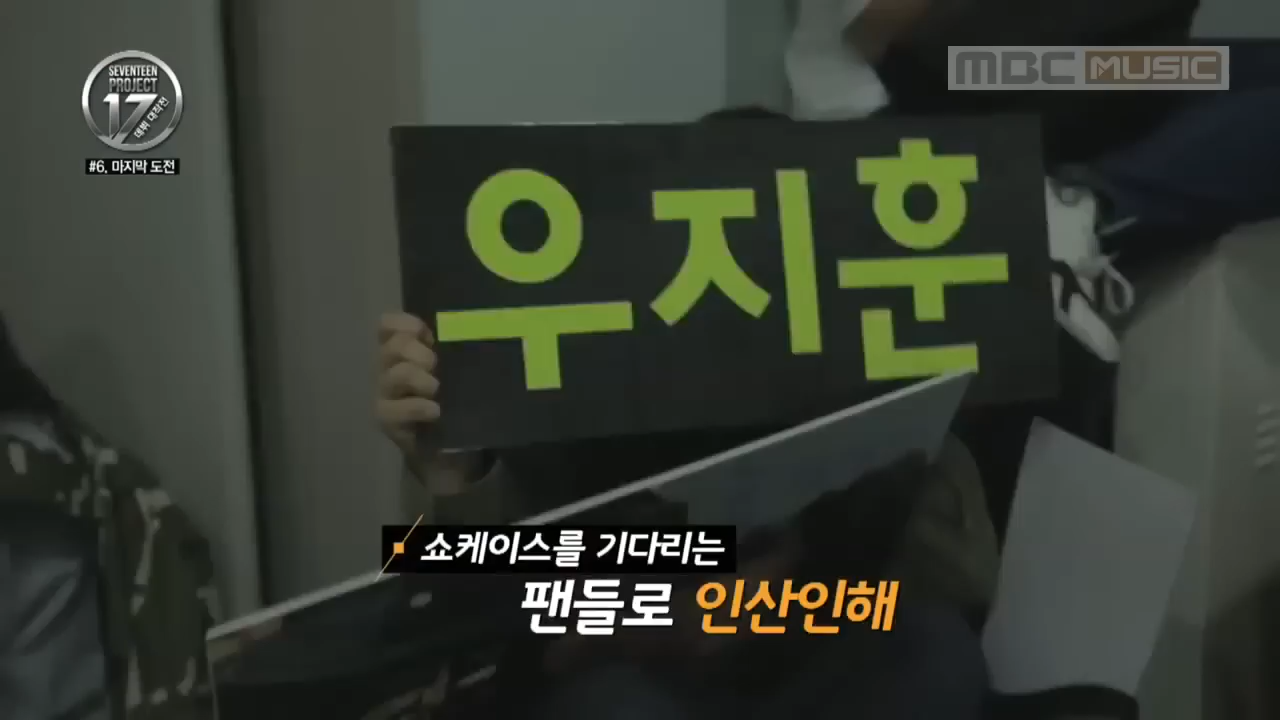 SEVENTEEN
PROJECT
17
데뷔 대작전
#6. 마지막 도전
MBC MUSIC
우지훈
쇼케이스를 기다리는
팬들로 인산인해